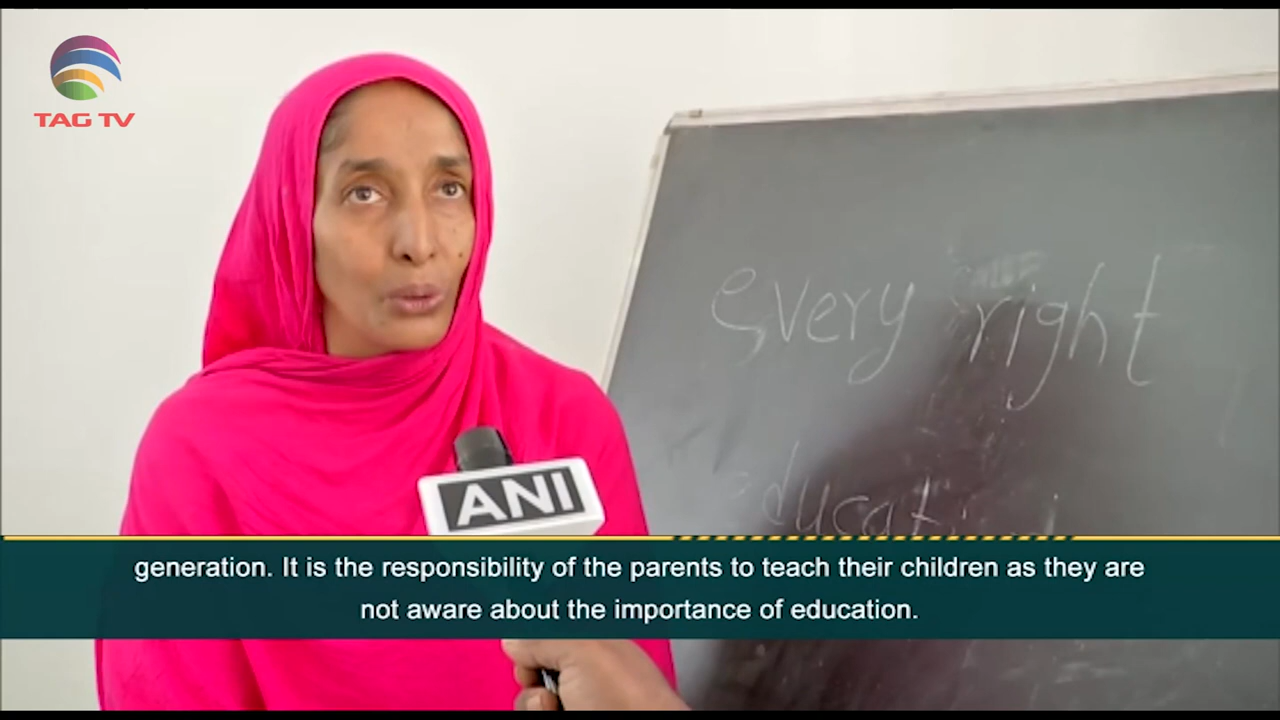 TAG TV
every right
educati
ANI
generation. It is the responsibility of the parents to teach their children as they are
not aware about the importance of education.